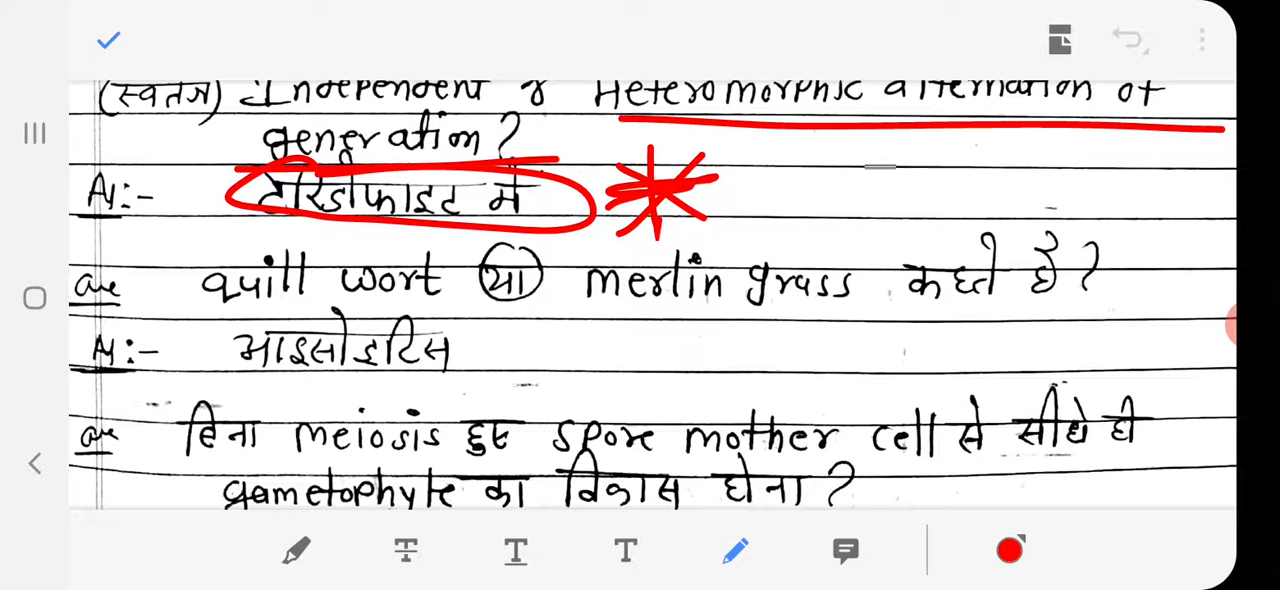 (स्वतंत्र) Independent व Heteromorphic alternation of
generation?
A:- टेरिडोफाइट में
Que quill wort या merlin grass कहते हे?
A:- आइसोइटिस
Que बिना meiosis हुए spore mother cell से सीधे ही
gametophyte का विकास होना?